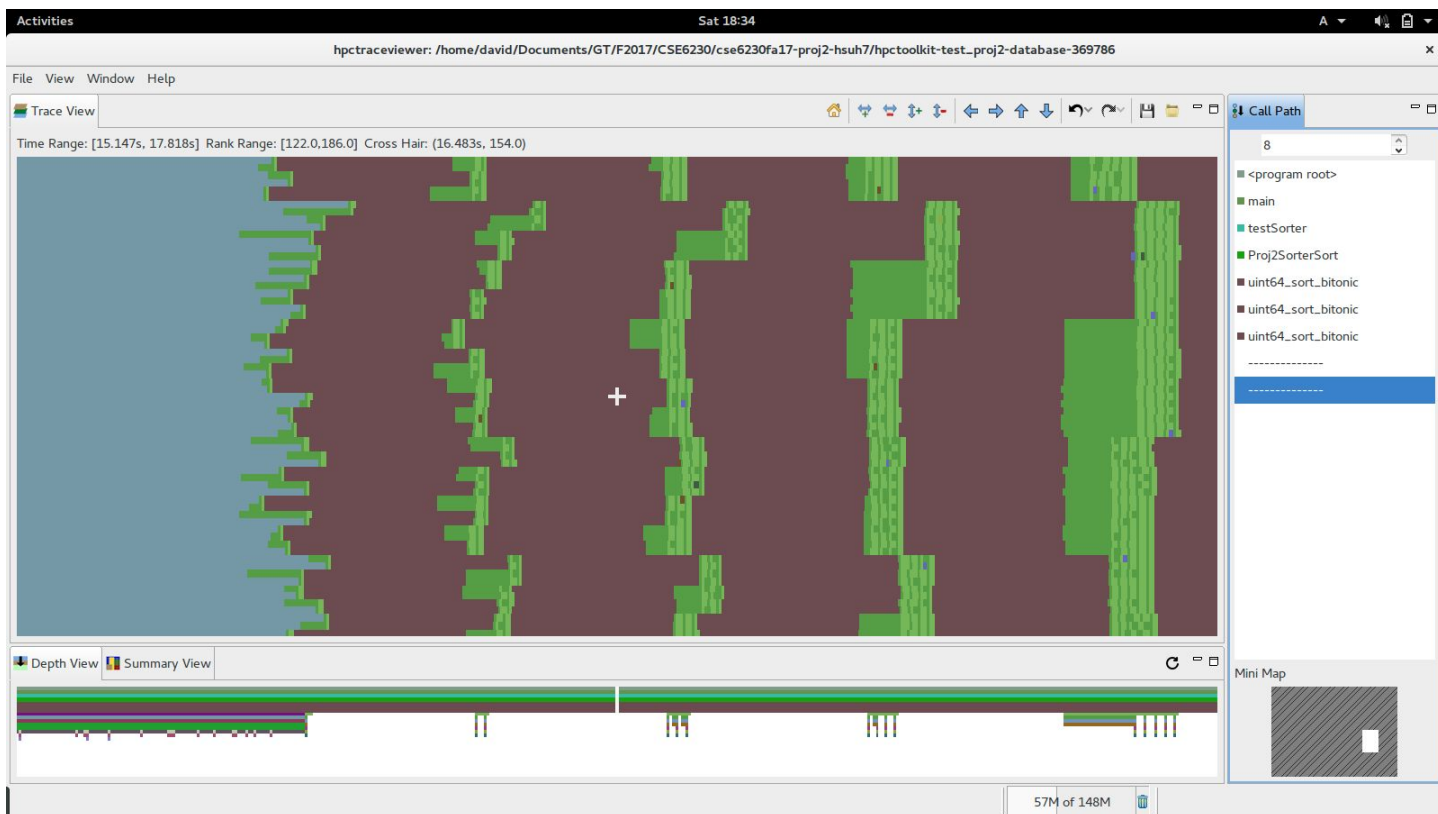 Activities Sat 18:34 A
hpctraceviewer: /home/david/Documents/GT/F2017/CSE6230/cse6230fa17-proj2-hsuh7/hpctoolkit-test_proj2-database-369786 ×
File View Window Help
Trace View
Call Path
Time Range: [15.147s, 17.818s] Rank Range: [122.0,186.0] Cross Hair: (16.483s, 154.0)
8
<program root>
main
testSorter
Proj2SorterSort
uint64_sort_bitonic
uint64_sort_bitonic
uint64_sort_bitonic
--------------
--------------
Depth View Summary View
Mini Map
57M of 148M